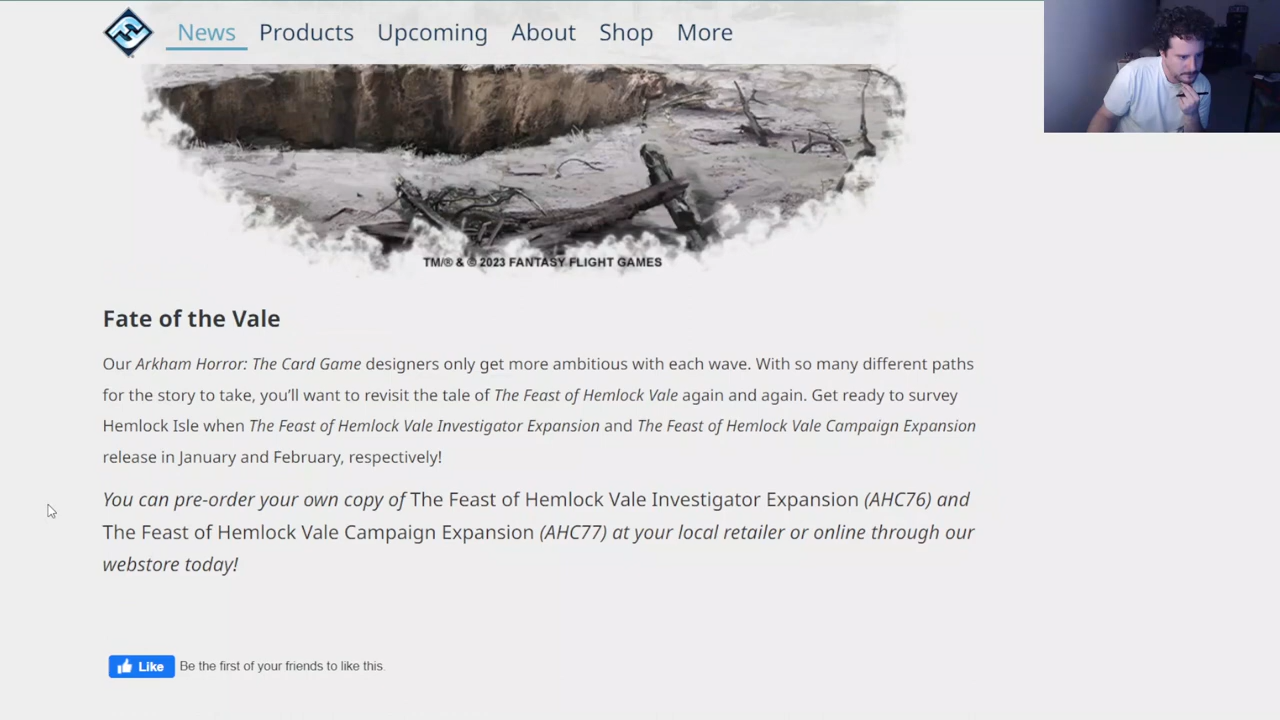 News Products Upcoming About Shop More
TM/® & © 2023 FANTASY FLIGHT GAMES
Fate of the Vale
Our Arkham Horror: The Card Game designers only get more ambitious with each wave. With so many different paths
for the story to take, you'll want to revisit the tale of The Feast of Hemlock Vale again and again. Get ready to survey
Hemlock Isle when The Feast of Hemlock Vale Investigator Expansion and The Feast of Hemlock Vale Campaign Expansion
release in January and February, respectively!
You can pre-order your own copy of The Feast of Hemlock Vale Investigator Expansion (AHC76) and
The Feast of Hemlock Vale Campaign Expansion (AHC77) at your local retailer or online through our
webstore today!
Like Be the first of your friends to like this.